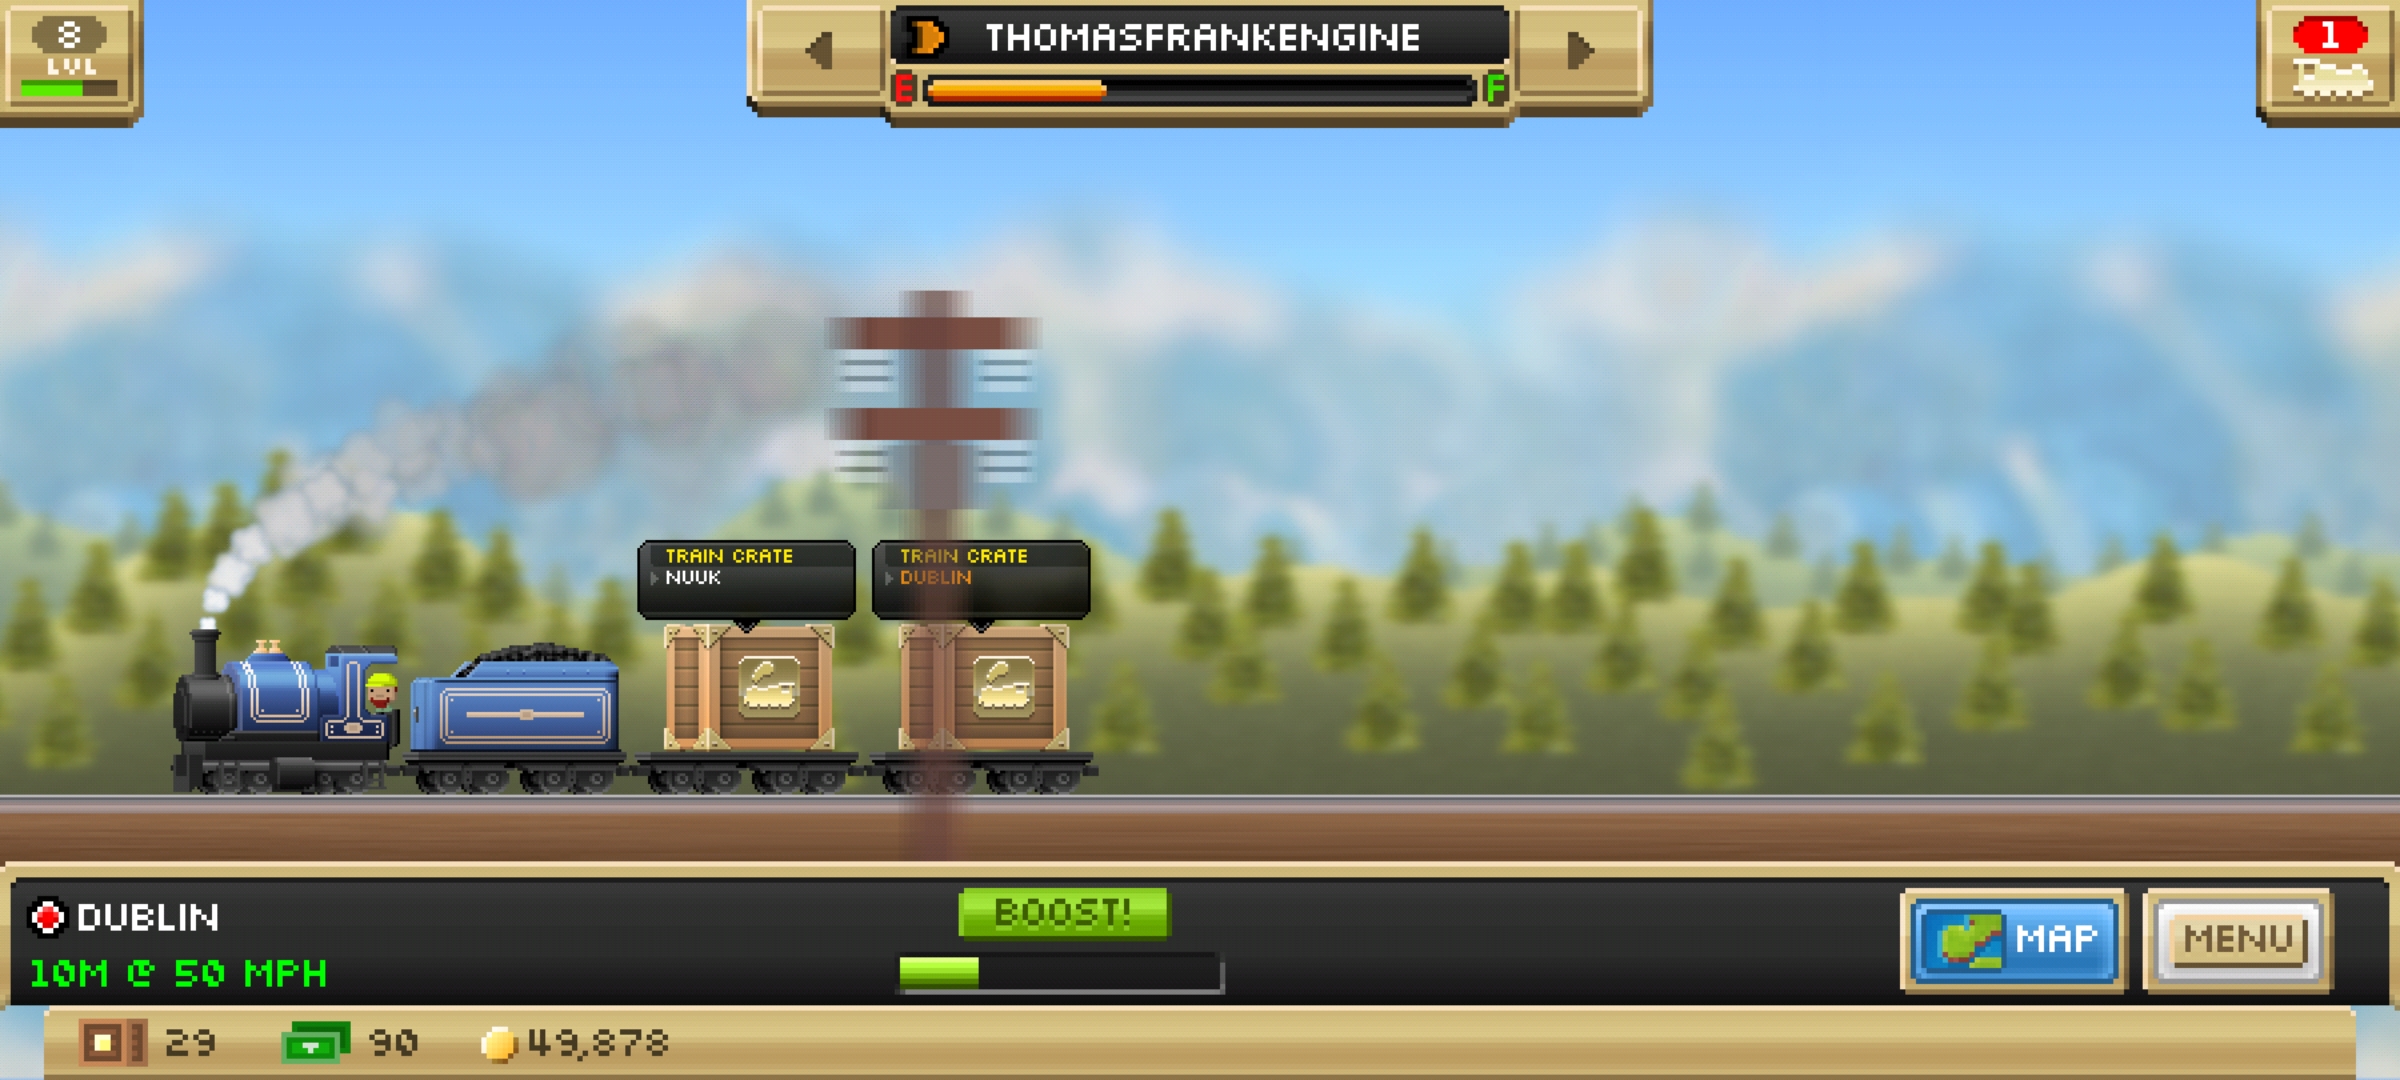 8
LVL
THOMASFRANKENGINE
E F
1
TRAIN CRATE
NUUK
TRAIN CRATE
DUBLIN
DUBLIN
10M @ 50 MPH
BOOST!
MAP
MENU
29
90
49,878